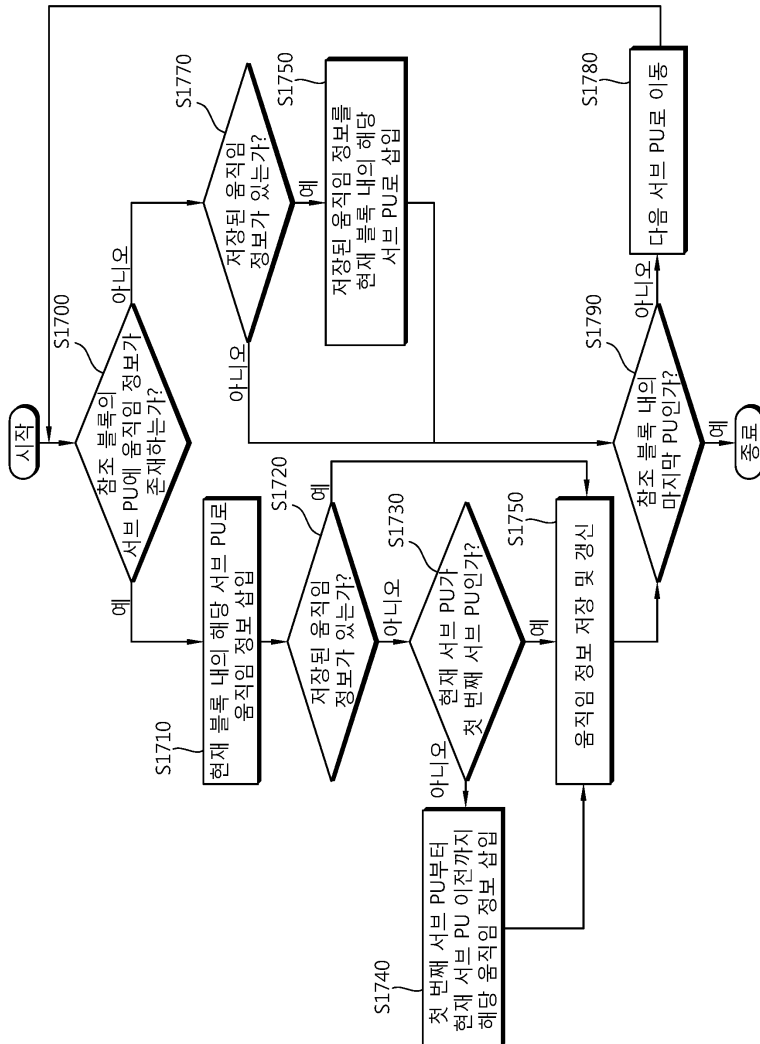 시작
S1700
참조 블록의
서브 PU에 움직임 정보가
존재하는가?
예
아니오
S1710
현재 블록 내의 해당 서브 PU로
움직임 정보 삽입
S1770
저장된 움직임
정보가 있는가?
아니오
예
S1720
저장된 움직임
정보가 있는가?
예
아니오
S1750
저장된 움직임 정보를
현재 블록 내의 해당
서브 PU로 삽입
S1730
현재 서브 PU가
첫 번째 서브 PU인가?
아니오
예
S1740
첫 번째 서브 PU부터
현재 서브 PU 이전까지
해당 움직임 정보 삽입
S1750
움직임 정보 저장 및 갱신
S1790
참조 블록 내의
마지막 PU인가?
아니오
예
S1780
다음 서브 PU로 이동
종료